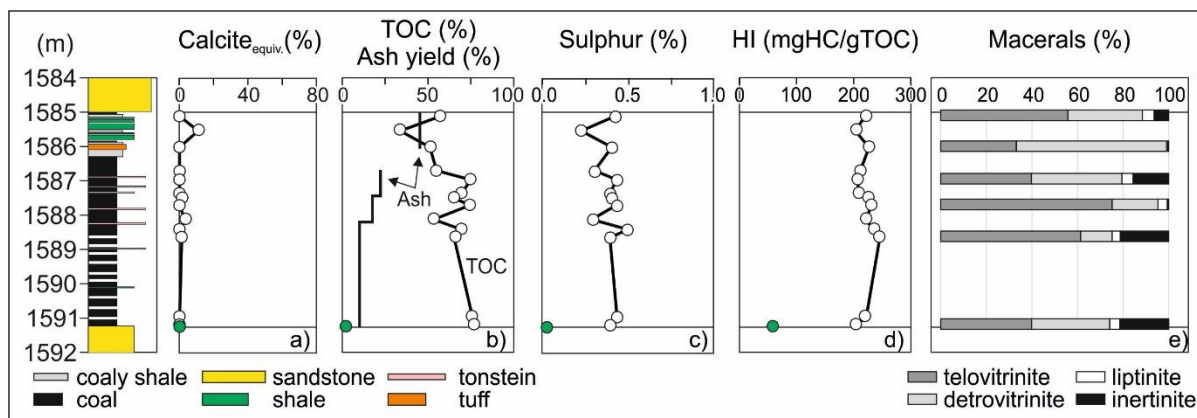 (m)
Calcite equiv. (%)
TOC (%)
Ash yield (%)
Sulphur (%)
HI (mgHC/gTOC)
Macerals (%)
0 40 80
0 50 100
0.0 0.5 1.0
0 100 200 300
0 20 40 60 80 100
1584
1585
1586
1587
1588
1589
1590
1591
1592
Ash
TOC
a)
b)
c)
d)
e)
coaly shale
sandstone
tonstein
telovitrinite
liptinite
coal
shale
tuff
detrovitrinite
inertinite